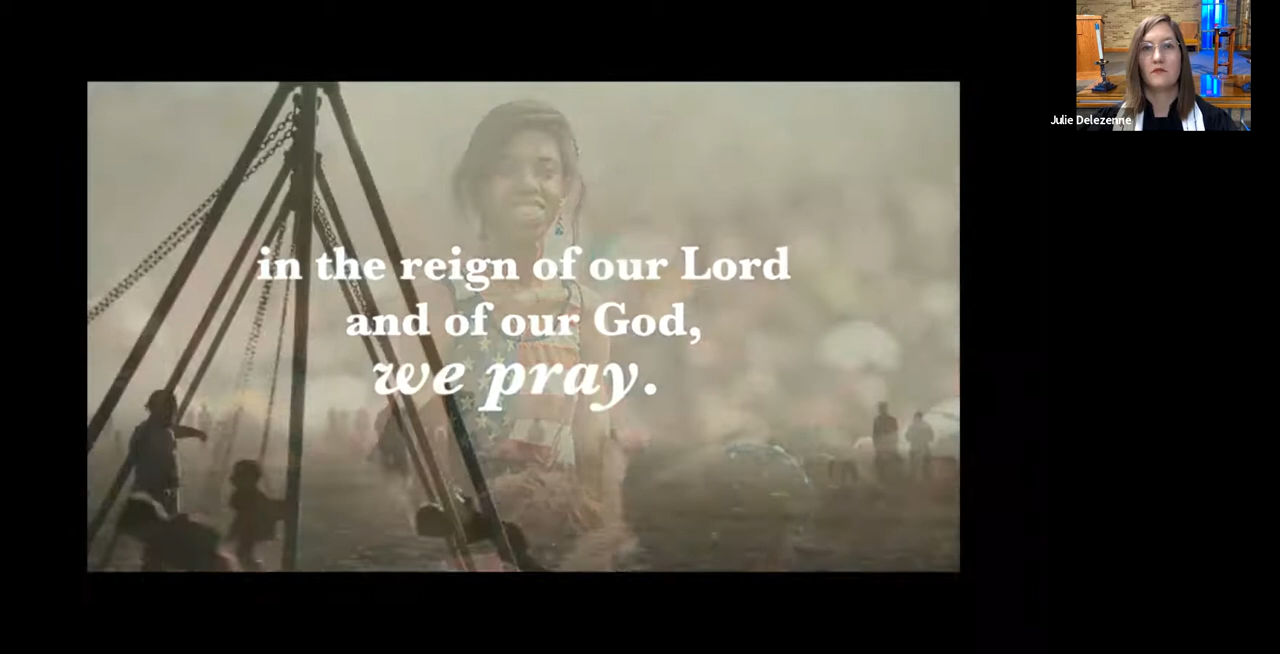 in the reign of our Lord
and of our God,
we pray.
Julie Delezenne